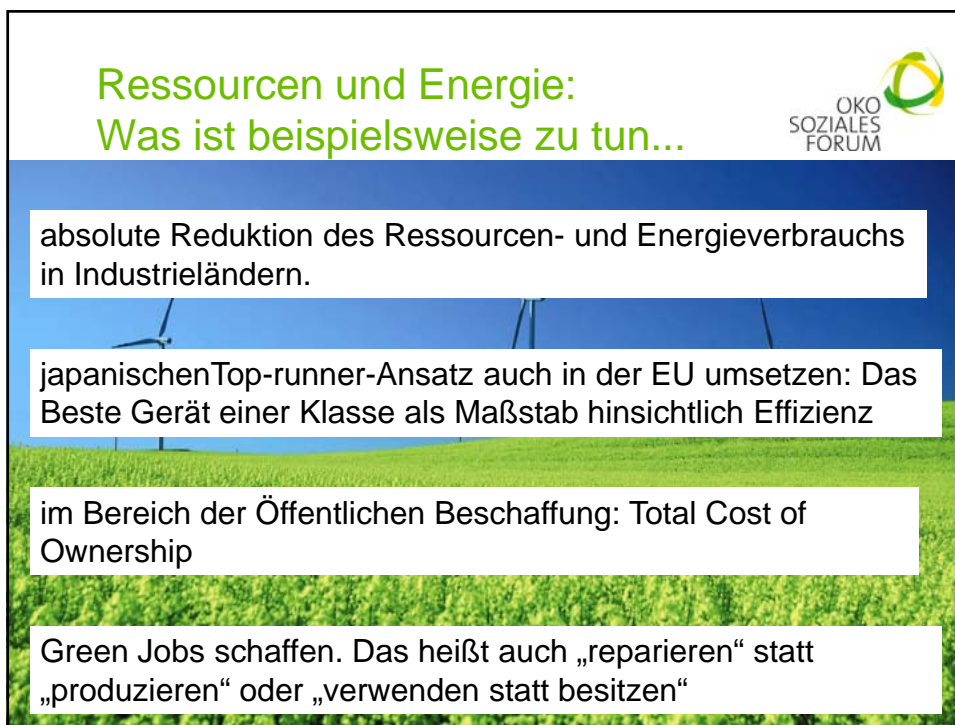 Ressourcen und Energie:
Was ist beispielsweise zu tun...
ÖKO
SOZIALES
FORUM
absolute Reduktion des Ressourcen- und Energieverbrauchs
in Industrieländern.
japanischenTop-runner-Ansatz auch in der EU umsetzen: Das
Beste Gerät einer Klasse als Maßstab hinsichtlich Effizienz
im Bereich der Öffentlichen Beschaffung: Total Cost of
Ownership
Green Jobs schaffen. Das heißt auch „reparieren“ statt
„produzieren“ oder „verwenden statt besitzen“